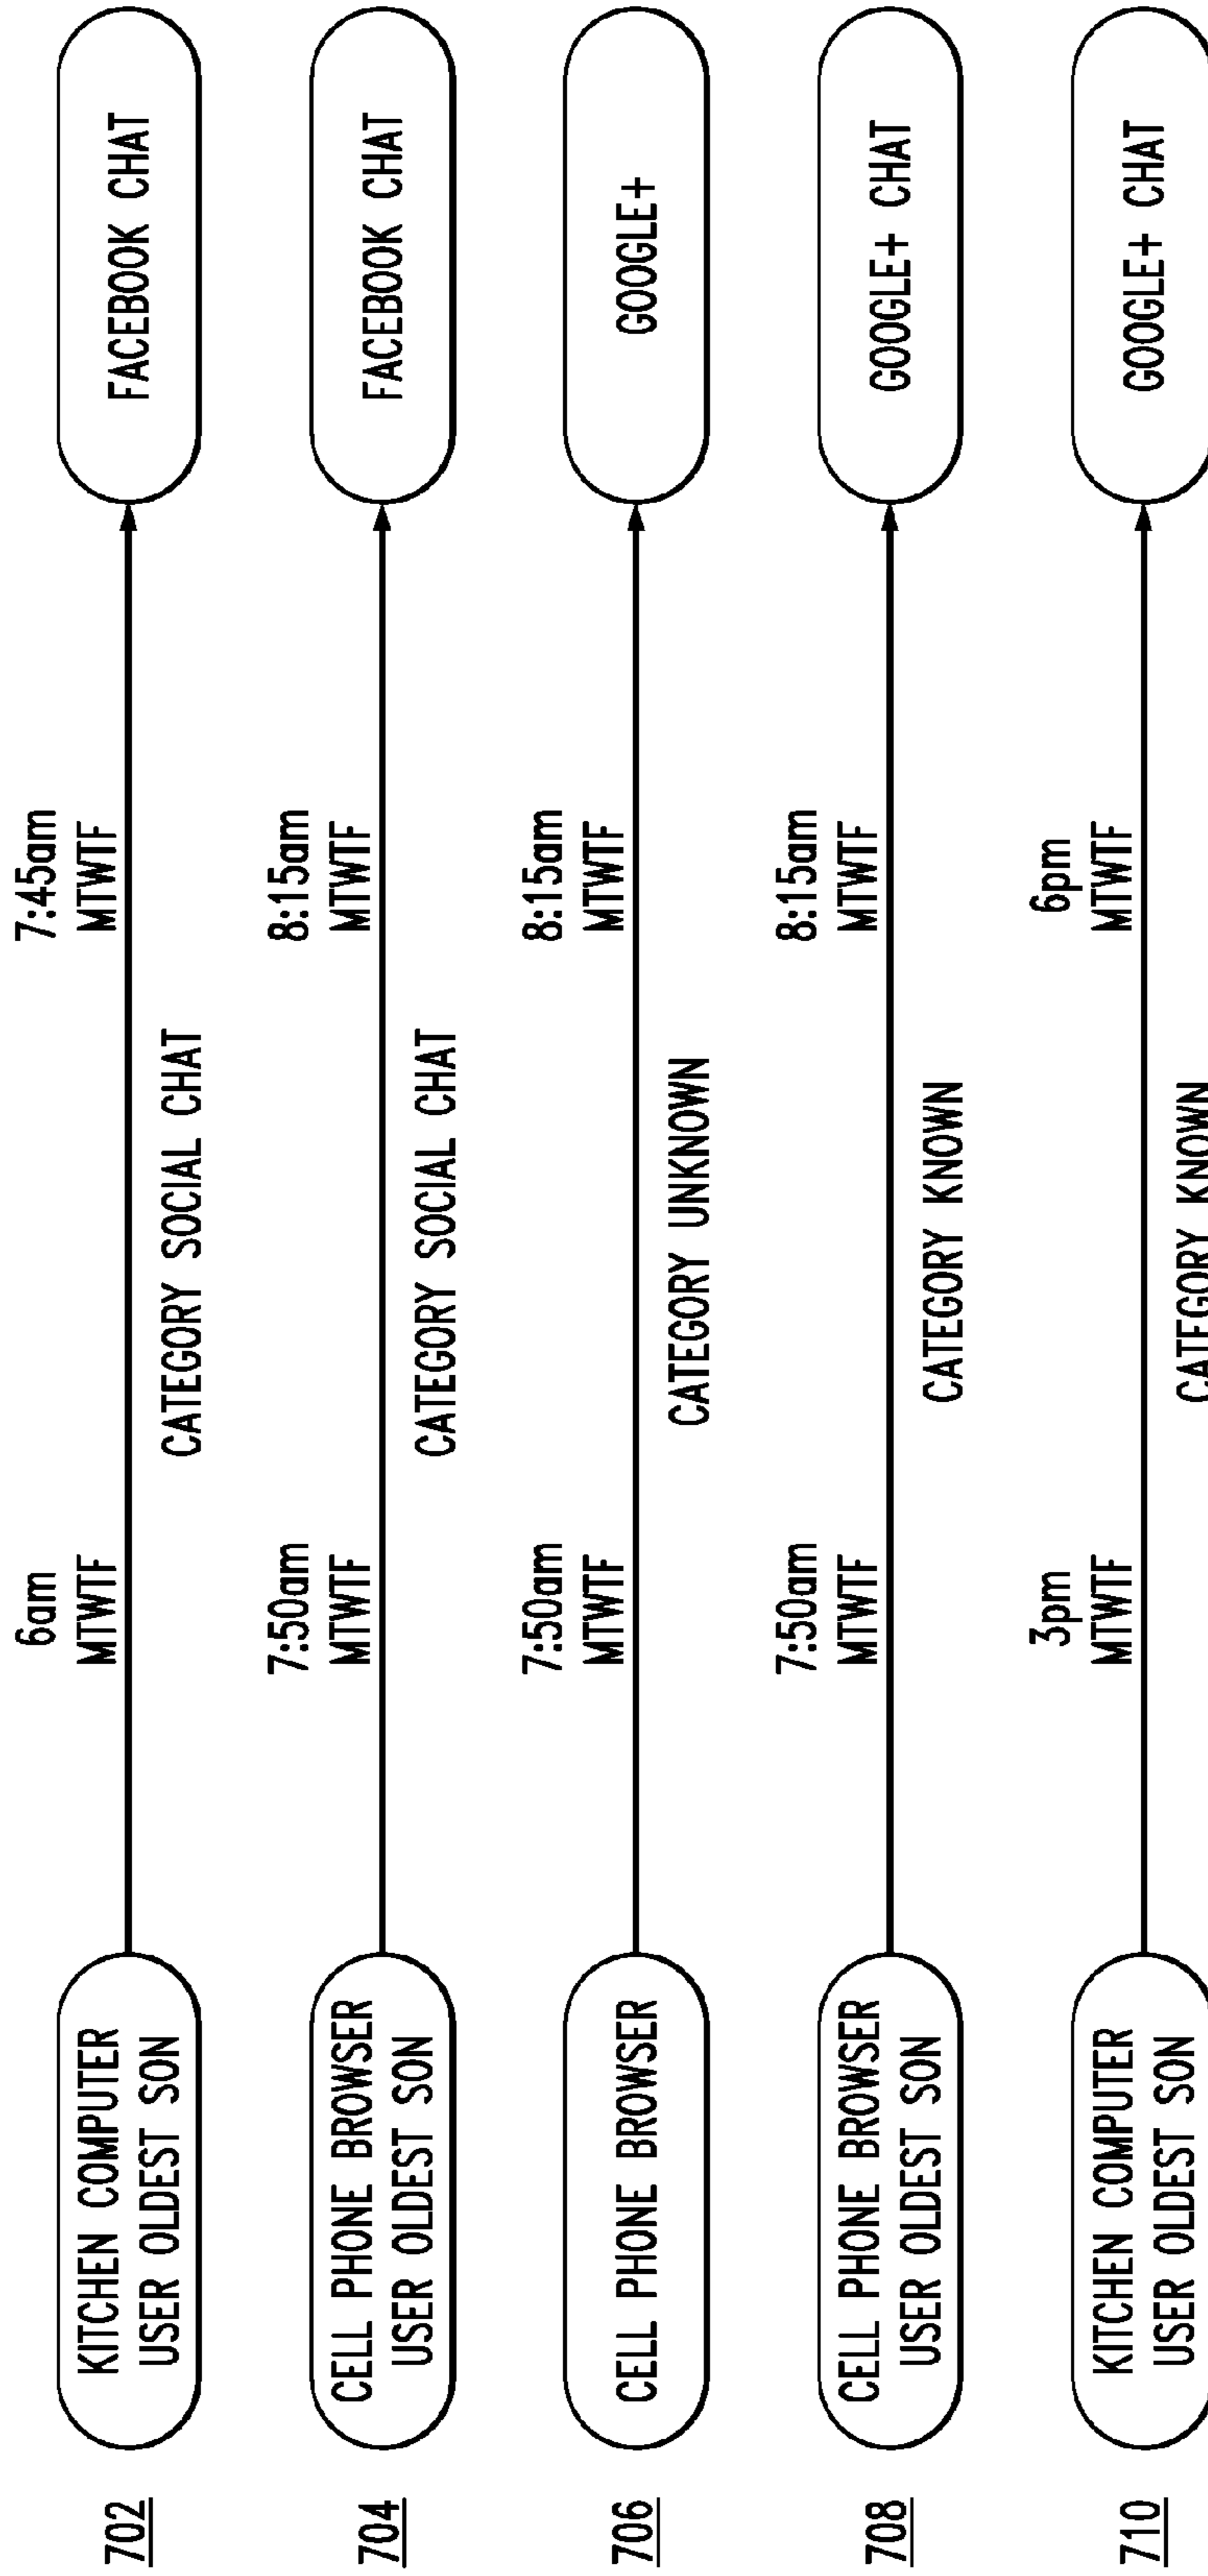 702
KITCHEN COMPUTER
USER OLDEST SON
6am
MTWTF
7:45am
MTWTF
CATEGORY SOCIAL CHAT
FACEBOOK CHAT
704
CELL PHONE BROWSER
USER OLDEST SON
7:50am
MTWTF
8:15am
MTWTF
CATEGORY SOCIAL CHAT
FACEBOOK CHAT
706
CELL PHONE BROWSER
7:50am
MTWTF
8:15am
MTWTF
CATEGORY UNKNOWN
GOOGLE+
708
CELL PHONE BROWSER
USER OLDEST SON
7:50am
MTWTF
8:15am
MTWTF
CATEGORY KNOWN
GOOGLE+ CHAT
710
KITCHEN COMPUTER
USER OLDEST SON
3pm
MTWTF
6pm
MTWTF
CATEGORY KNOWN
GOOGLE+ CHAT